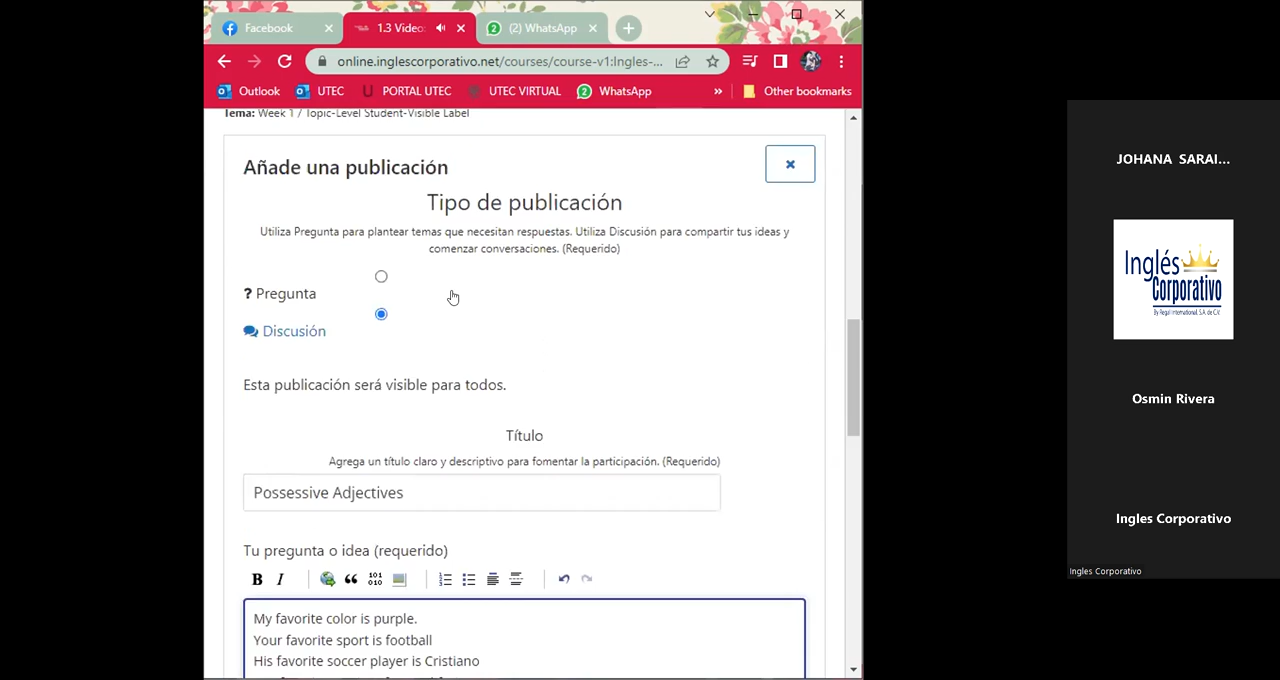 Facebook
1.3 Video:
(2) WhatsApp
online.inglescorporativo.net/courses/course-v1:Ingles-...
Outlook
UTEC
PORTAL UTEC
UTEC VIRTUAL
WhatsApp
»
Other bookmarks
Tema: Week 1 / Topic-Level Student-Visible Label
Añade una publicación
Tipo de publicación
Utiliza Pregunta para plantear temas que necesitan respuestas. Utiliza Discusión para compartir tus ideas y
comenzar conversaciones. (Requerido)
? Pregunta
Discusión
Esta publicación será visible para todos.
Título
Agrega un título claro y descriptivo para fomentar la participación. (Requerido)
Possessive Adjectives
Tu pregunta o idea (requerido)
B I
My favorite color is purple.
Your favorite sport is football
His favorite soccer player is Cristiano
JOHANA SARAI...
Inglés
Corporativo
By Regal International, S.A. de C.V.
Osmin Rivera
Ingles Corporativo
Ingles Corporativo